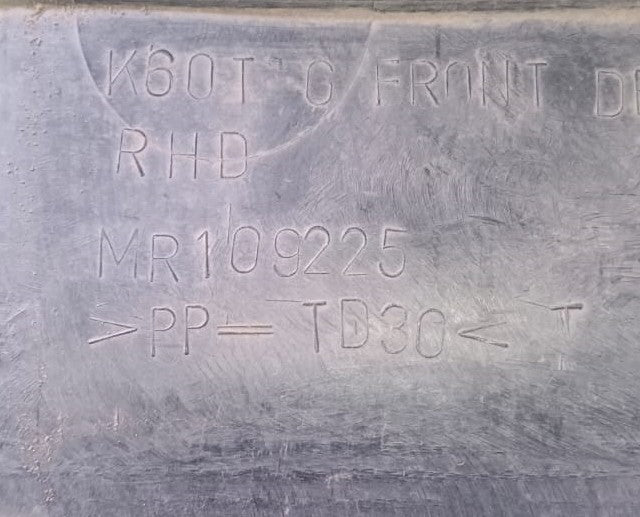 K60T G FRONT
RHD
MR109225
>PP= TD30< T